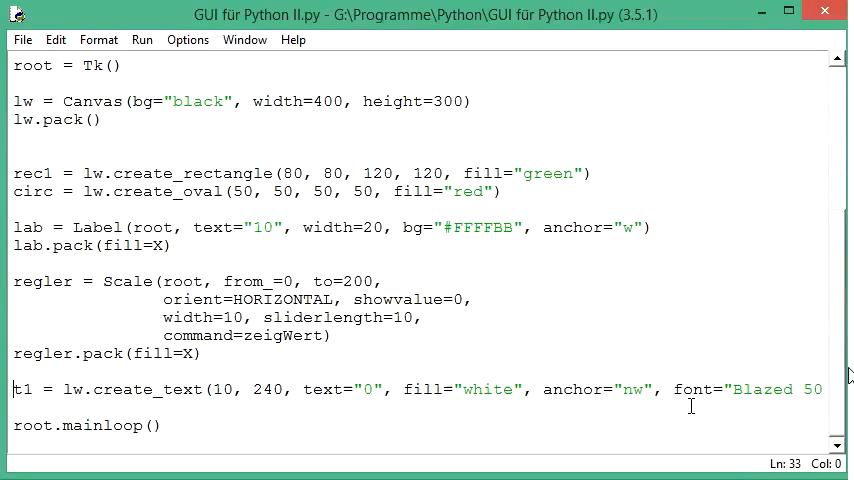 GUI für Python II.py - G:\Programme\Python\GUI für Python II.py (3.5.1)
File Edit Format Run Options Window Help
root = Tk()
lw = Canvas(bg="black", width=400, height=300)
lw.pack()
rec1 = lw.create_rectangle(80, 80, 120, 120, fill="green")
circ = lw.create_oval(50, 50, 50, 50, fill="red")
lab = Label(root, text="10", width=20, bg="#FFFFBB", anchor="w")
lab.pack(fill=X)
regler = Scale(root, from_=0, to=200,
orient=HORIZONTAL, showvalue=0,
width=10, sliderlength=10,
command=zeigWert)
regler.pack(fill=X)
t1 = lw.create_text(10, 240, text="0", fill="white", anchor="nw", font="Blazed 50
root.mainloop()
Ln: 33 Col: 0